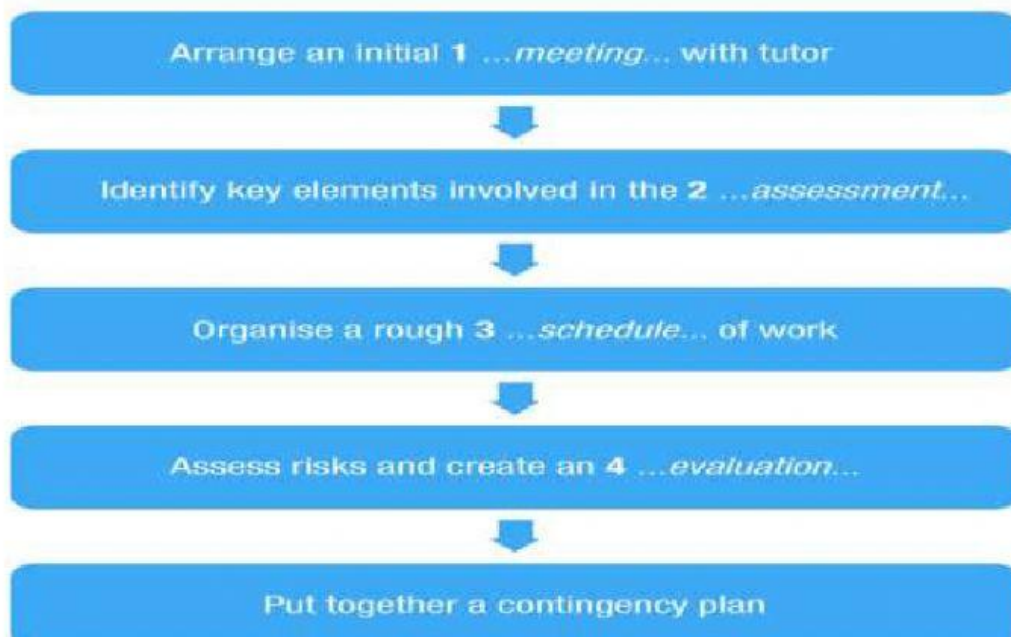 Arrange an initial 1 ...meeting... with tutor
Identify key elements involved in the 2 ...assessment...
Organise a rough 3 ...schedule... of work
Assess risks and create an 4 ...evaluation...
Put together a contingency plan